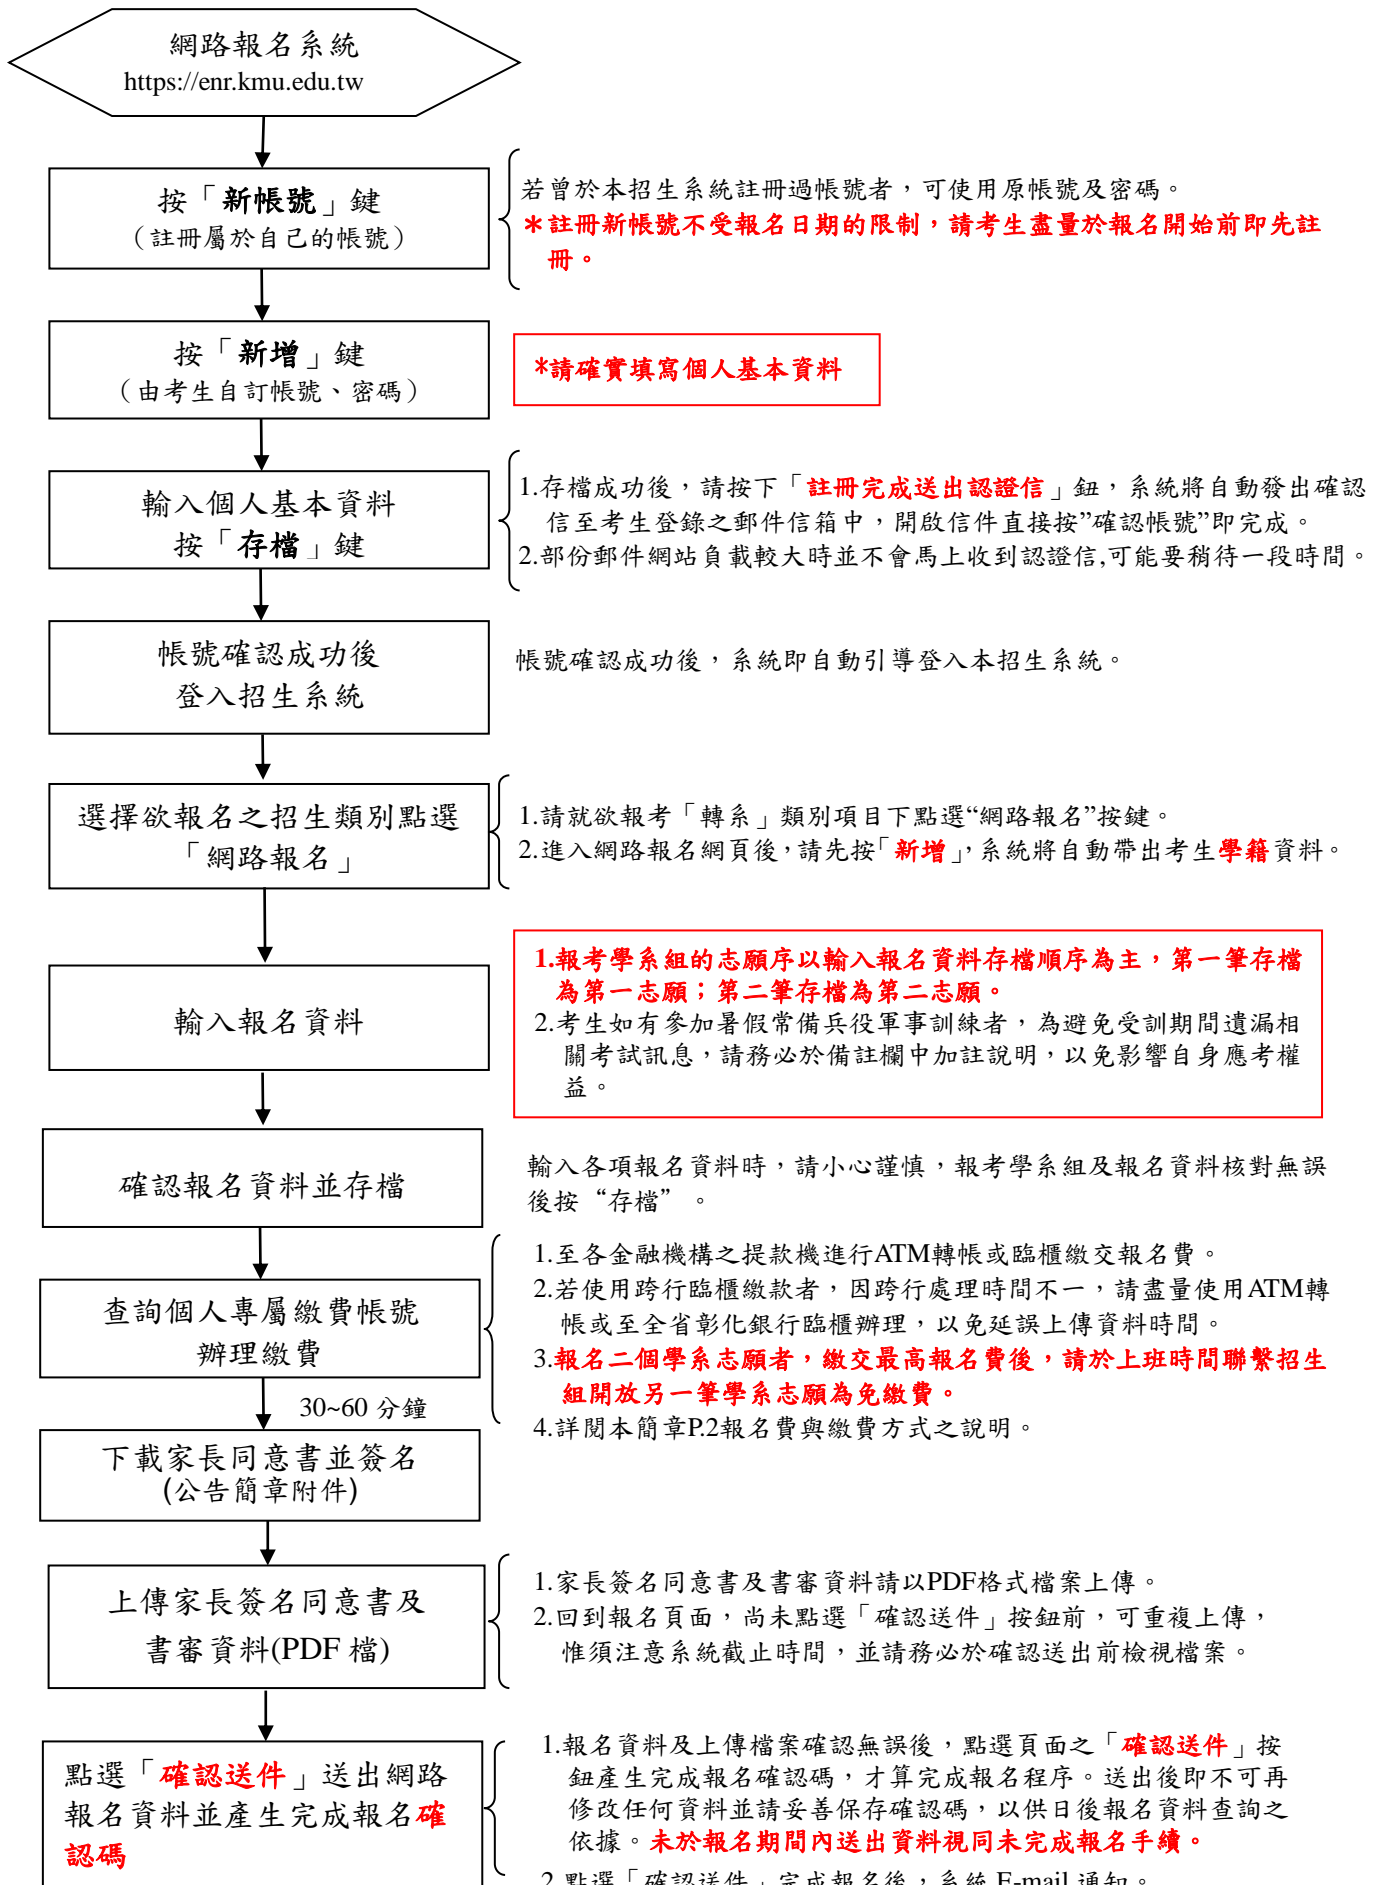 網路報名系統
https://enr.kmu.edu.tw
按「新帳號」鍵
（註冊屬於自己的帳號）
若曾於本招生系統註冊過帳號者，可使用原帳號及密碼。
＊註冊新帳號不受報名日期的限制，請考生盡量於報名開始前即先註
冊。
按「新增」鍵
（由考生自訂帳號、密碼）
*請確實填寫個人基本資料
輸入個人基本資料
按「存檔」鍵
1.存檔成功後，請按下「註冊完成送出認證信」鈕，系統將自動發出確認
信至考生登錄之郵件信箱中，開啟信件直接按”確認帳號”即完成。
2.部份郵件網站負載較大時並不會馬上收到認證信,可能要稍待一段時間。
帳號確認成功後
登入招生系統
帳號確認成功後，系統即自動引導登入本招生系統。
選擇欲報名之招生類別點選
「網路報名」
1.請就欲報考「轉系」類別項目下點選“網路報名”按鍵。
2.進入網路報名網頁後，請先按「新增」，系統將自動帶出考生學籍資料。
輸入報名資料
1.報考學系組的志願序以輸入報名資料存檔順序為主，第一筆存檔
為第一志願；第二筆存檔為第二志願。
2.考生如有參加暑假常備兵役軍事訓練者，為避免受訓期間遺漏相
關考試訊息，請務必於備註欄中加註說明，以免影響自身應考權
益。
確認報名資料並存檔
輸入各項報名資料時，請小心謹慎，報考學系組及報名資料核對無誤
後按“存檔”。
查詢個人專屬繳費帳號
辦理繳費
1.至各金融機構之提款機進行ATM轉帳或臨櫃繳交報名費。
2.若使用跨行臨櫃繳款者，因跨行處理時間不一，請盡量使用ATM轉
帳或至全省彰化銀行臨櫃辦理，以免延誤上傳資料時間。
3.報名二個學系志願者，繳交最高報名費後，請於上班時間聯繫招生
組開放另一筆學系志願為免繳費。
4.詳閱本簡章P.2報名費與繳費方式之說明。
30~60 分鐘
下載家長同意書並簽名
(公告簡章附件)
上傳家長簽名同意書及
書審資料(PDF 檔)
1.家長簽名同意書及書審資料請以PDF格式檔案上傳。
2.回到報名頁面，尚未點選「確認送件」按鈕前，可重複上傳，
惟須注意系統截止時間，並請務必於確認送出前檢視檔案。
點選「確認送件」送出網路
報名資料並產生完成報名確
認碼
1.報名資料及上傳檔案確認無誤後，點選頁面之「確認送件」按
鈕產生完成報名確認碼，才算完成報名程序。送出後即不可再
修改任何資料並請妥善保存確認碼，以供日後報名資料查詢之
依據。未於報名期間內送出資料視同未完成報名手續。
2.點選「確認送件」完成報名後，系統 E-mail 通知。